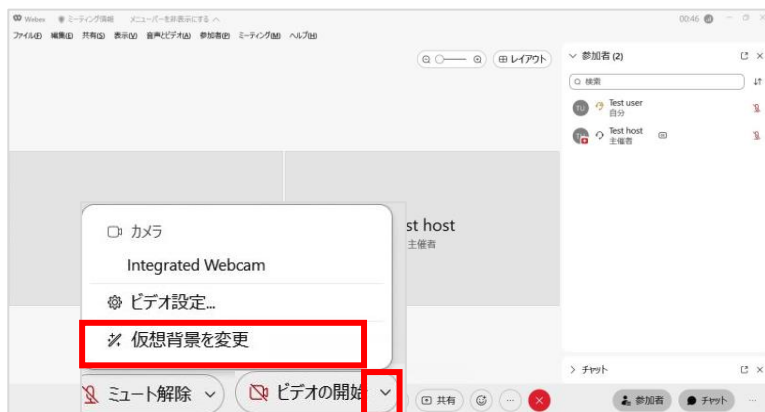 Webex ミーティング情報 メニューバーを非表示にする 00:46
ファイル(F) 編集(E) 共有(S) 表示(V) 音声とビデオ(A) 参加者(P) ミーティング(M) ヘルプ(H)
レイアウト
参加者 (2)
検索
TU Test user
自分
Test host
主催者
st host
主催者
カメラ
Integrated Webcam
ビデオ設定...
仮想背景を変更
チャット
ミュート解除 ビデオの開始 共有 参加者 チャット